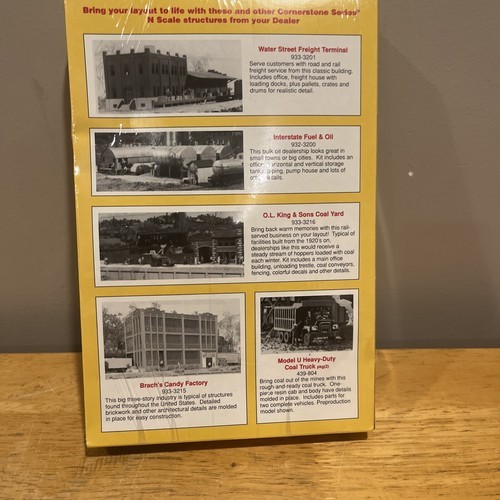 Bring your layout to life with these and other Cornerstone Series®
N Scale structures from your Dealer
Water Street Freight Terminal
933-3201
Serve customers with road and rail
freight service from this classic building.
Includes office, freight house with
loading docks, plus pallets, crates and
drums for realistic detail.
Interstate Fuel & Oil
932-3200
This bulk oil dealership looks great in
small towns or big cities. Kit includes an
office, horizontal and vertical storage
tanks, piping, pump house and lots of
details.
O.L. King & Sons Coal Yard
933-3216
Bring back warm memories with this rail-
served business on your layout! Typical of
facilities built from the 1920's on,
dealerships like this would receive a
steady stream of hoppers loaded with coal
each winter. Kit includes a main office
building, unloading trestle, coal conveyors,
fencing, colorful decals and other details.
Brach's Candy Factory
933-3215
This big three-story industry is typical of structures
found throughout the United States. Detailed
brickwork and other architectural details are molded
in place for easy construction.
Model U Heavy-Duty
Coal Truck pkg(2)
439-804
Bring coal out of the mines with this
rough-and-ready coal truck. One-
piece resin cab and body have details
molded in place. Includes parts for
two complete vehicles. Preproduction
model shown.